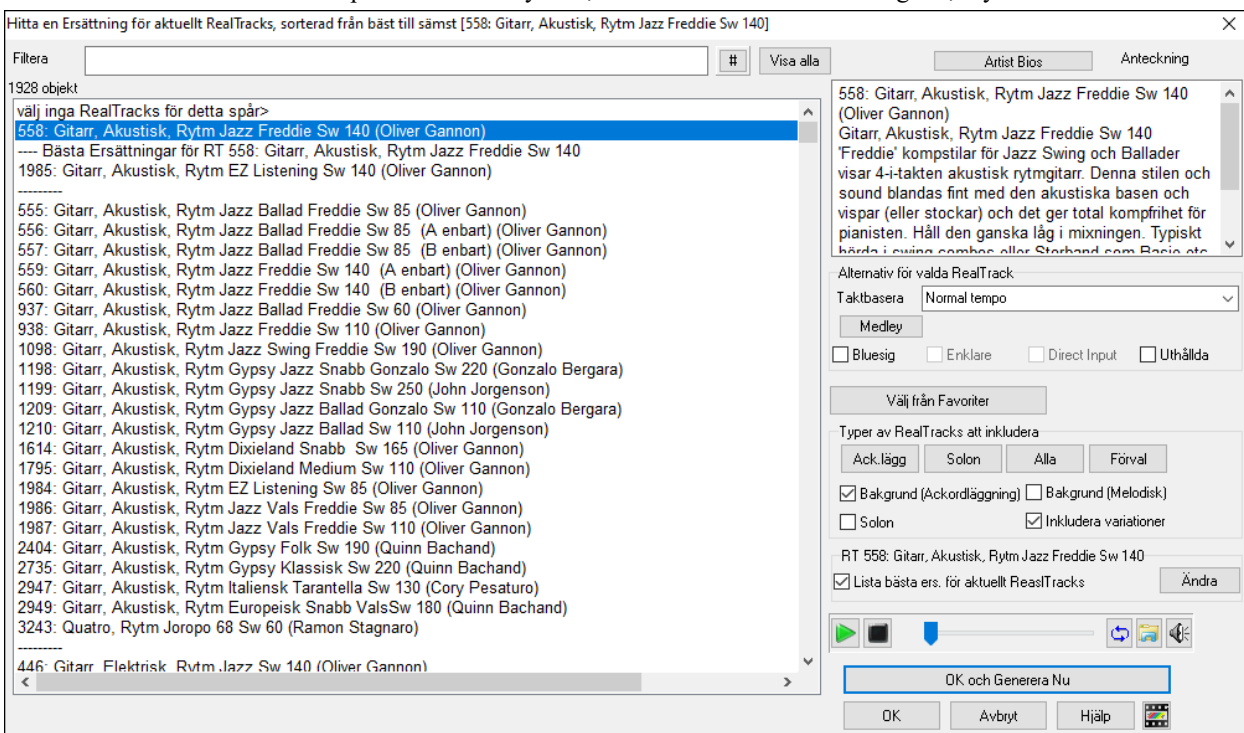 Hitta en Ersättning för aktuellt RealTracks, sorterad från bäst till sämst [558: Gitarr, Akustisk, Rytm Jazz Freddie Sw 140]
Filtera
#
Visa alla
Artist Bios
Anteckning
1928 objekt
välj inga RealTracks för detta spår>
558: Gitarr, Akustisk, Rytm Jazz Freddie Sw 140 (Oliver Gannon)
---- Bästa Ersättningar för RT 558: Gitarr, Akustisk, Rytm Jazz Freddie Sw 140
1985: Gitarr, Akustisk, Rytm EZ Listening Sw 140 (Oliver Gannon)
---------
555: Gitarr, Akustisk, Rytm Jazz Ballad Freddie Sw 85 (Oliver Gannon)
556: Gitarr, Akustisk, Rytm Jazz Ballad Freddie Sw 85 (A enbart) (Oliver Gannon)
557: Gitarr, Akustisk, Rytm Jazz Ballad Freddie Sw 85 (B enbart) (Oliver Gannon)
559: Gitarr, Akustisk, Rytm Jazz Freddie Sw 140 (A enbart) (Oliver Gannon)
560: Gitarr, Akustisk, Rytm Jazz Freddie Sw 140 (B enbart) (Oliver Gannon)
937: Gitarr, Akustisk, Rytm Jazz Ballad Freddie Sw 60 (Oliver Gannon)
938: Gitarr, Akustisk, Rytm Jazz Freddie Sw 110 (Oliver Gannon)
1098: Gitarr, Akustisk, Rytm Jazz Swing Freddie Sw 190 (Oliver Gannon)
1198: Gitarr, Akustisk, Rytm Gypsy Jazz Snabb Gonzalo Sw 220 (Gonzalo Bergara)
1199: Gitarr, Akustisk, Rytm Gypsy Jazz Snabb Sw 250 (John Jorgenson)
1209: Gitarr, Akustisk, Rytm Gypsy Jazz Ballad Gonzalo Sw 110 (Gonzalo Bergara)
1210: Gitarr, Akustisk, Rytm Gypsy Jazz Ballad Sw 110 (John Jorgenson)
1614: Gitarr, Akustisk, Rytm Dixieland Snabb Sw 165 (Oliver Gannon)
1795: Gitarr, Akustisk, Rytm Dixieland Medium Sw 110 (Oliver Gannon)
1984: Gitarr, Akustisk, Rytm EZ Listening Sw 85 (Oliver Gannon)
1986: Gitarr, Akustisk, Rytm Jazz Vals Freddie Sw 85 (Oliver Gannon)
1987: Gitarr, Akustisk, Rytm Jazz Vals Freddie Sw 110 (Oliver Gannon)
2404: Gitarr, Akustisk, Rytm Gypsy Folk Sw 190 (Quinn Bachand)
2735: Gitarr, Akustisk, Rytm Gypsy Klassisk Sw 220 (Quinn Bachand)
2947: Gitarr, Akustisk, Rytm Italiensk Tarantella Sw 130 (Cory Pesaturo)
2949: Gitarr, Akustisk, Rytm Europeisk Snabb ValsSw 180 (Quinn Bachand)
3243: Quatro, Rytm Joropo 68 Sw 60 (Ramon Stagnaro)
---------
446: Gitarr, Elektrisk, Rytm Jazz Sw 140 (Oliver Gannon)
558: Gitarr, Akustisk, Rytm Jazz Freddie Sw 140
(Oliver Gannon)
Gitarr, Akustisk, Rytm Jazz Freddie Sw 140
'Freddie' kompstilar för Jazz Swing och Ballader
visar 4-i-takten akustisk rytmgitarr. Denna stilen och
sound blandas fint med den akustiska basen och
vispar (eller stockar) och det ger total kompfrihet för
pianisten. Håll den ganska låg i mixningen. Typiskt
hörda i swing combos eller Storband som Basie etc
Alternativ för valda RealTrack
Taktbasera
Normal tempo
Medley
Bluesig
Enklare
Direct Input
Uthållda
Välj från Favoriter
Typer av RealTracks att inkludera
Ack.lägg
Solon
Alla
Förval
Bakgrund (Ackordläggning)
Bakgrund (Melodisk)
Solon
Inkludera variationer
RT 558: Gitarr, Akustisk, Rytm Jazz Freddie Sw 140
Lista bästa ers. för aktuellt ReaslTracks
Ändra
OK och Generera Nu
OK
Avbryt
Hjälp